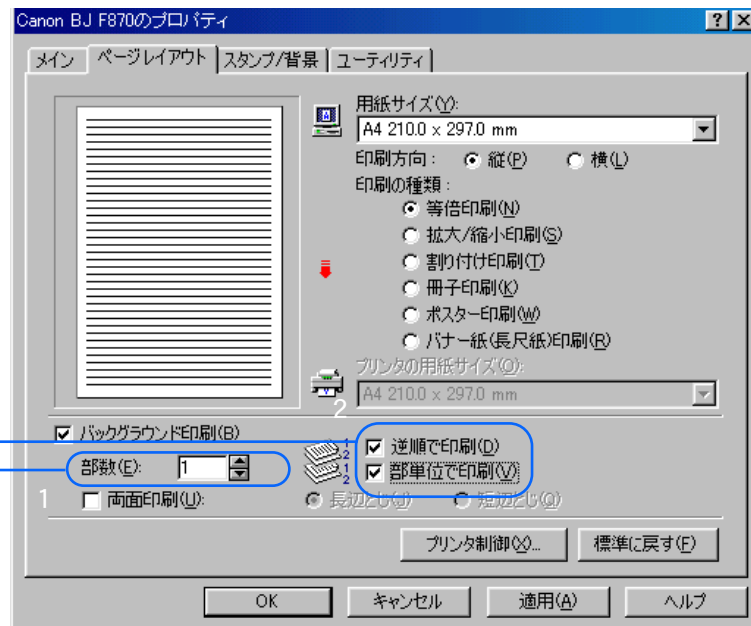 Canon BJ F870のプロパティ
メイン ページレイアウト スタンプ/背景 ユーティリティ
用紙サイズ(Y):
A4 210.0 x 297.0 mm
印刷方向: 縦(P) 横(L)
印刷の種類:
等倍印刷(N)
拡大/縮小印刷(S)
割り付け印刷(T)
冊子印刷(K)
ポスター印刷(W)
バナー紙(長尺紙)印刷(R)
プリンタの用紙サイズ(O):
A4 210.0 x 297.0 mm
2
バックグラウンド印刷(B)
逆順で印刷(D)
部数(E): 1
1 2 1 2
部単位で印刷(V)
1
両面印刷(U): 長辺とじ(J) 短辺とじ(Q)
プリンタ制御(X)... 標準に戻す(F)
OK キャンセル 適用(A) ヘルプ